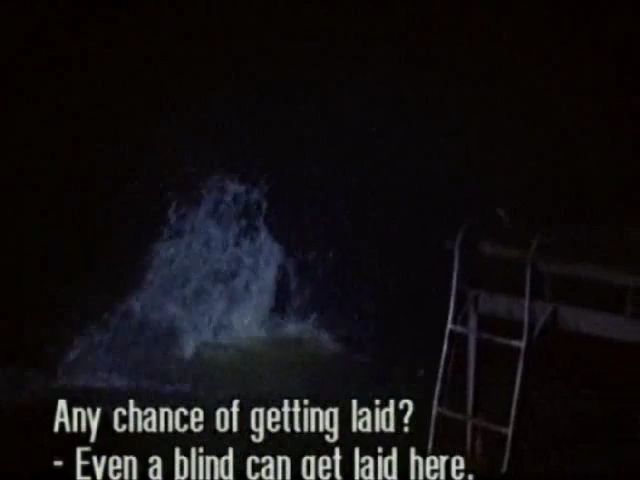 Any chance of getting laid?
- Even a blind can get laid here.